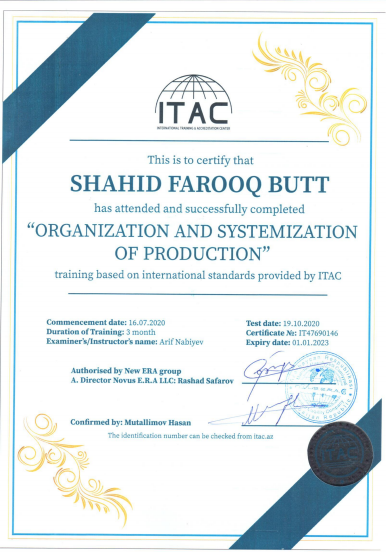 ITAC
INTERNATIONAL TRAINING & ACCREDITATION CENTER
This is to certify that
SHAHID FAROOQ BUTT
has attended and successfully completed
“ORGANIZATION AND SYSTEMIZATION
OF PRODUCTION”
training based on international standards provided by ITAC
Commencement date: 16.07.2020
Duration of Training: 3 month
Examiner's/Instructor's name: Arif Nabiyev
Test date: 19.10.2020
Certificate №: IT47690146
Expiry date: 01.01.2023
Authorised by New ERA group
A. Director Novus E.R.A LLC: Rashad Safarov
Confirmed by: Mutallimov Hasan
The identification number can be checked from itac.az